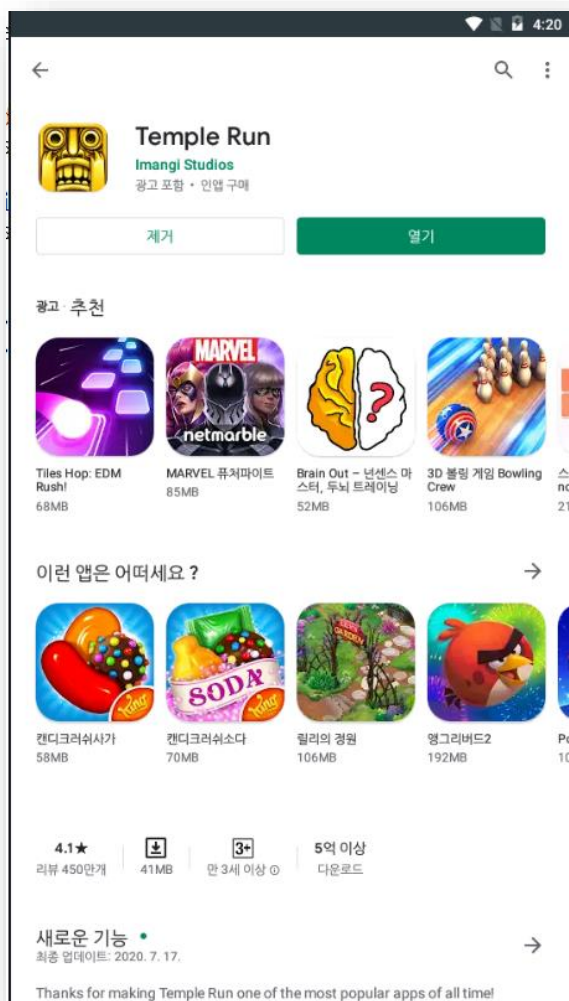 4:20
Temple Run
Imangi Studios
광고 포함 • 인앱 구매
제거
열기
광고 · 추천
MARVEL
netmarble
Tiles Hop: EDM
Rush!
68MB
MARVEL 퓨처파이트
85MB
Brain Out – 넌센스 마
스터, 두뇌 트레이닝
52MB
3D 볼링 게임 Bowling
Crew
106MB
이런 앱은 어떠세요 ?
SODA
King
King
GARDEN
캔디크러쉬사가
58MB
캔디크러쉬소다
70MB
릴리의 정원
106MB
앵그리버드2
192MB
4.1★
리뷰 450만개
41MB
3+
만 3세 이상
5억 이상
다운로드
새로운 기능 •
최종 업데이트: 2020. 7. 17.
Thanks for making Temple Run one of the most popular apps of all time!